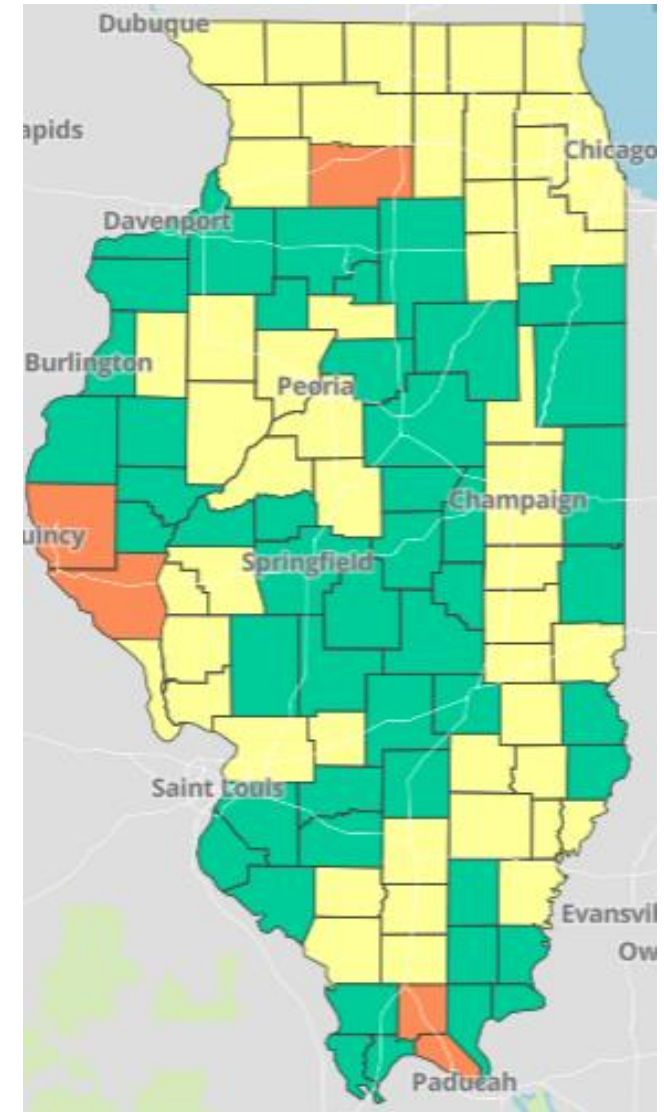 Dubuque
apids
Chicago
Davenport
Burlington
Peoria
Champaign
uincy
Springfield
Saint Louis
Evansvil
Ow
Paducah